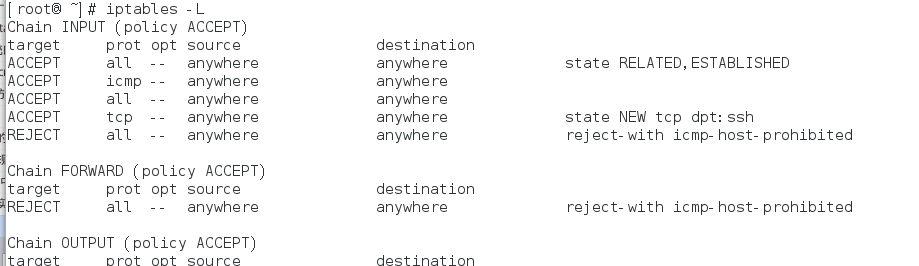 [root@ ~]# iptables -L
Chain INPUT (policy ACCEPT)
target     prot opt source               destination
ACCEPT     all  --  anywhere             anywhere             state RELATED,ESTABLISHED
ACCEPT     icmp --  anywhere             anywhere
ACCEPT     all  --  anywhere             anywhere
ACCEPT     tcp  --  anywhere             anywhere             state NEW tcp dpt:ssh
REJECT     all  --  anywhere             anywhere             reject-with icmp-host-prohibited
Chain FORWARD (policy ACCEPT)
target     prot opt source               destination
REJECT     all  --  anywhere             anywhere             reject-with icmp-host-prohibited
Chain OUTPUT (policy ACCEPT)
target     prot opt source               destination